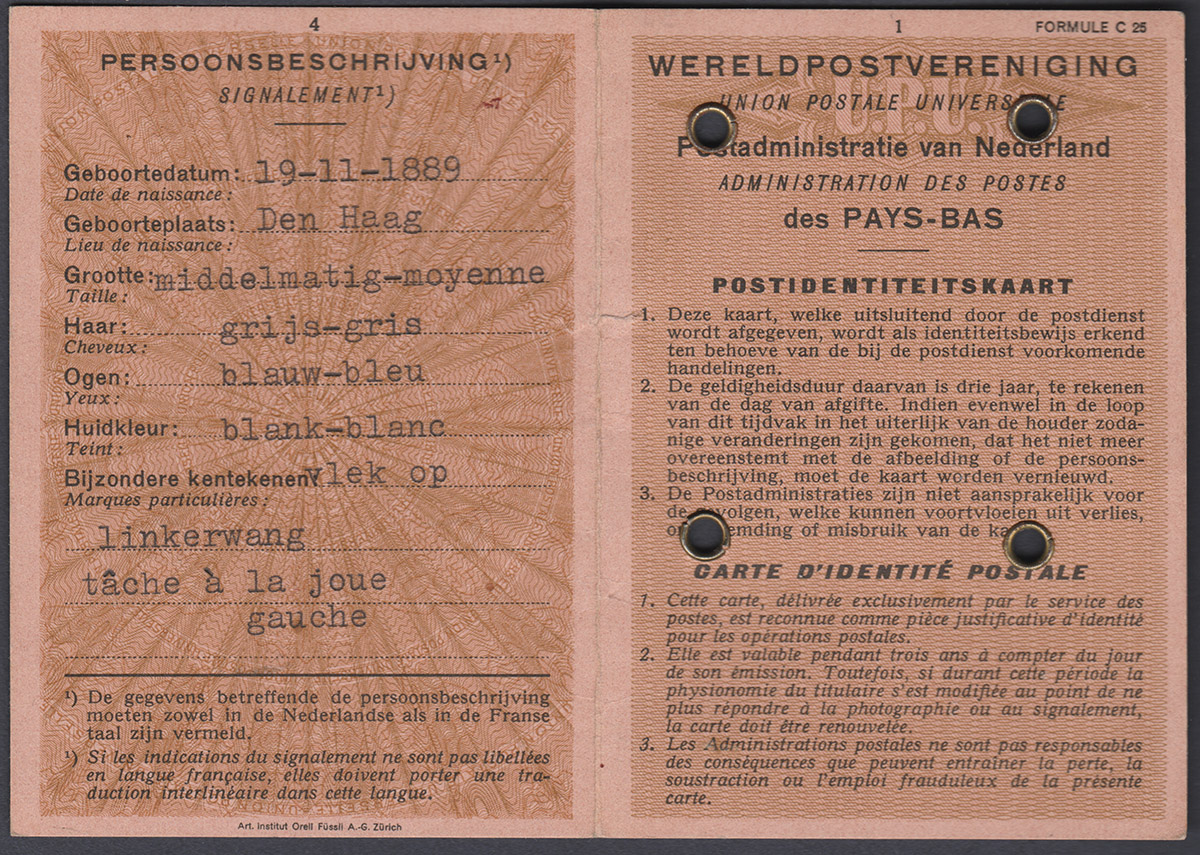 4
PERSOONSBESCHRIJVING¹)
SIGNALEMENT¹)
Geboortedatum: 19-11-1889
Date de naissance:
Geboorteplaats: Den Haag
Lieu de naissance:
Grootte: middelmatig-moyenne
Taille:
Haar: grijs-gris
Cheveux:
Ogen: blauw-bleu
Yeux:
Huidkleur: blank-blanc
Teint:
Bijzondere kentekenen vlek op
Marques particulières:
linkerwang
tâche à la joue
gauche
¹) De gegevens betreffende de persoonsbeschrijving
moeten zowel in de Nederlandse als in de Franse
taal zijn vermeld.
¹) Si les indications du signalement ne sont pas libellées
en langue française, elles doivent porter une tra-
duction interlinéaire dans cette langue.
Art. Institut Orell Füssli A.-G. Zürich
1
FORMULE C 25
WERELDPOSTVERENIGING
UNION POSTALE UNIVERSELLE
U.P.U.
Postadministratie van Nederland
ADMINISTRATION DES POSTES
des PAYS-BAS
POSTIDENTITEITSKAART
1. Deze kaart, welke uitsluitend door de postdienst
wordt afgegeven, wordt als identiteitsbewijs erkend
ten behoeve van de bij de postdienst voorkomende
handelingen.
2. De geldigheidsduur daarvan is drie jaar, te rekenen
van de dag van afgifte. Indien evenwel in de loop
van dit tijdvak in het uiterlijk van de houder zoda-
nige veranderingen zijn gekomen, dat het niet meer
overeenstemt met de afbeelding of de persoons-
beschrijving, moet de kaart worden vernieuwd.
3. De Postadministraties zijn niet aansprakelijk voor
de gevolgen, welke kunnen voortvloeien uit verlies,
of misbruik van de
CARTE D'IDENTITÉ POSTALE
1. Cette carte, délivrée exclusivement par le service des
postes, est reconnue comme pièce justificative d'identité
pour les opérations postales.
2. Elle est valable pendant trois ans à compter du jour
de son émission. Toutefois, si durant cette période la
physionomie du titulaire s'est modifiée au point de ne
plus répondre à la photographie ou au signalement,
la carte doit être renouvelée.
3. Les Administrations postales ne sont pas responsables
des conséquences que peuvent entraîner la perte, la
soustraction ou l'emploi frauduleux de la présente
carte.